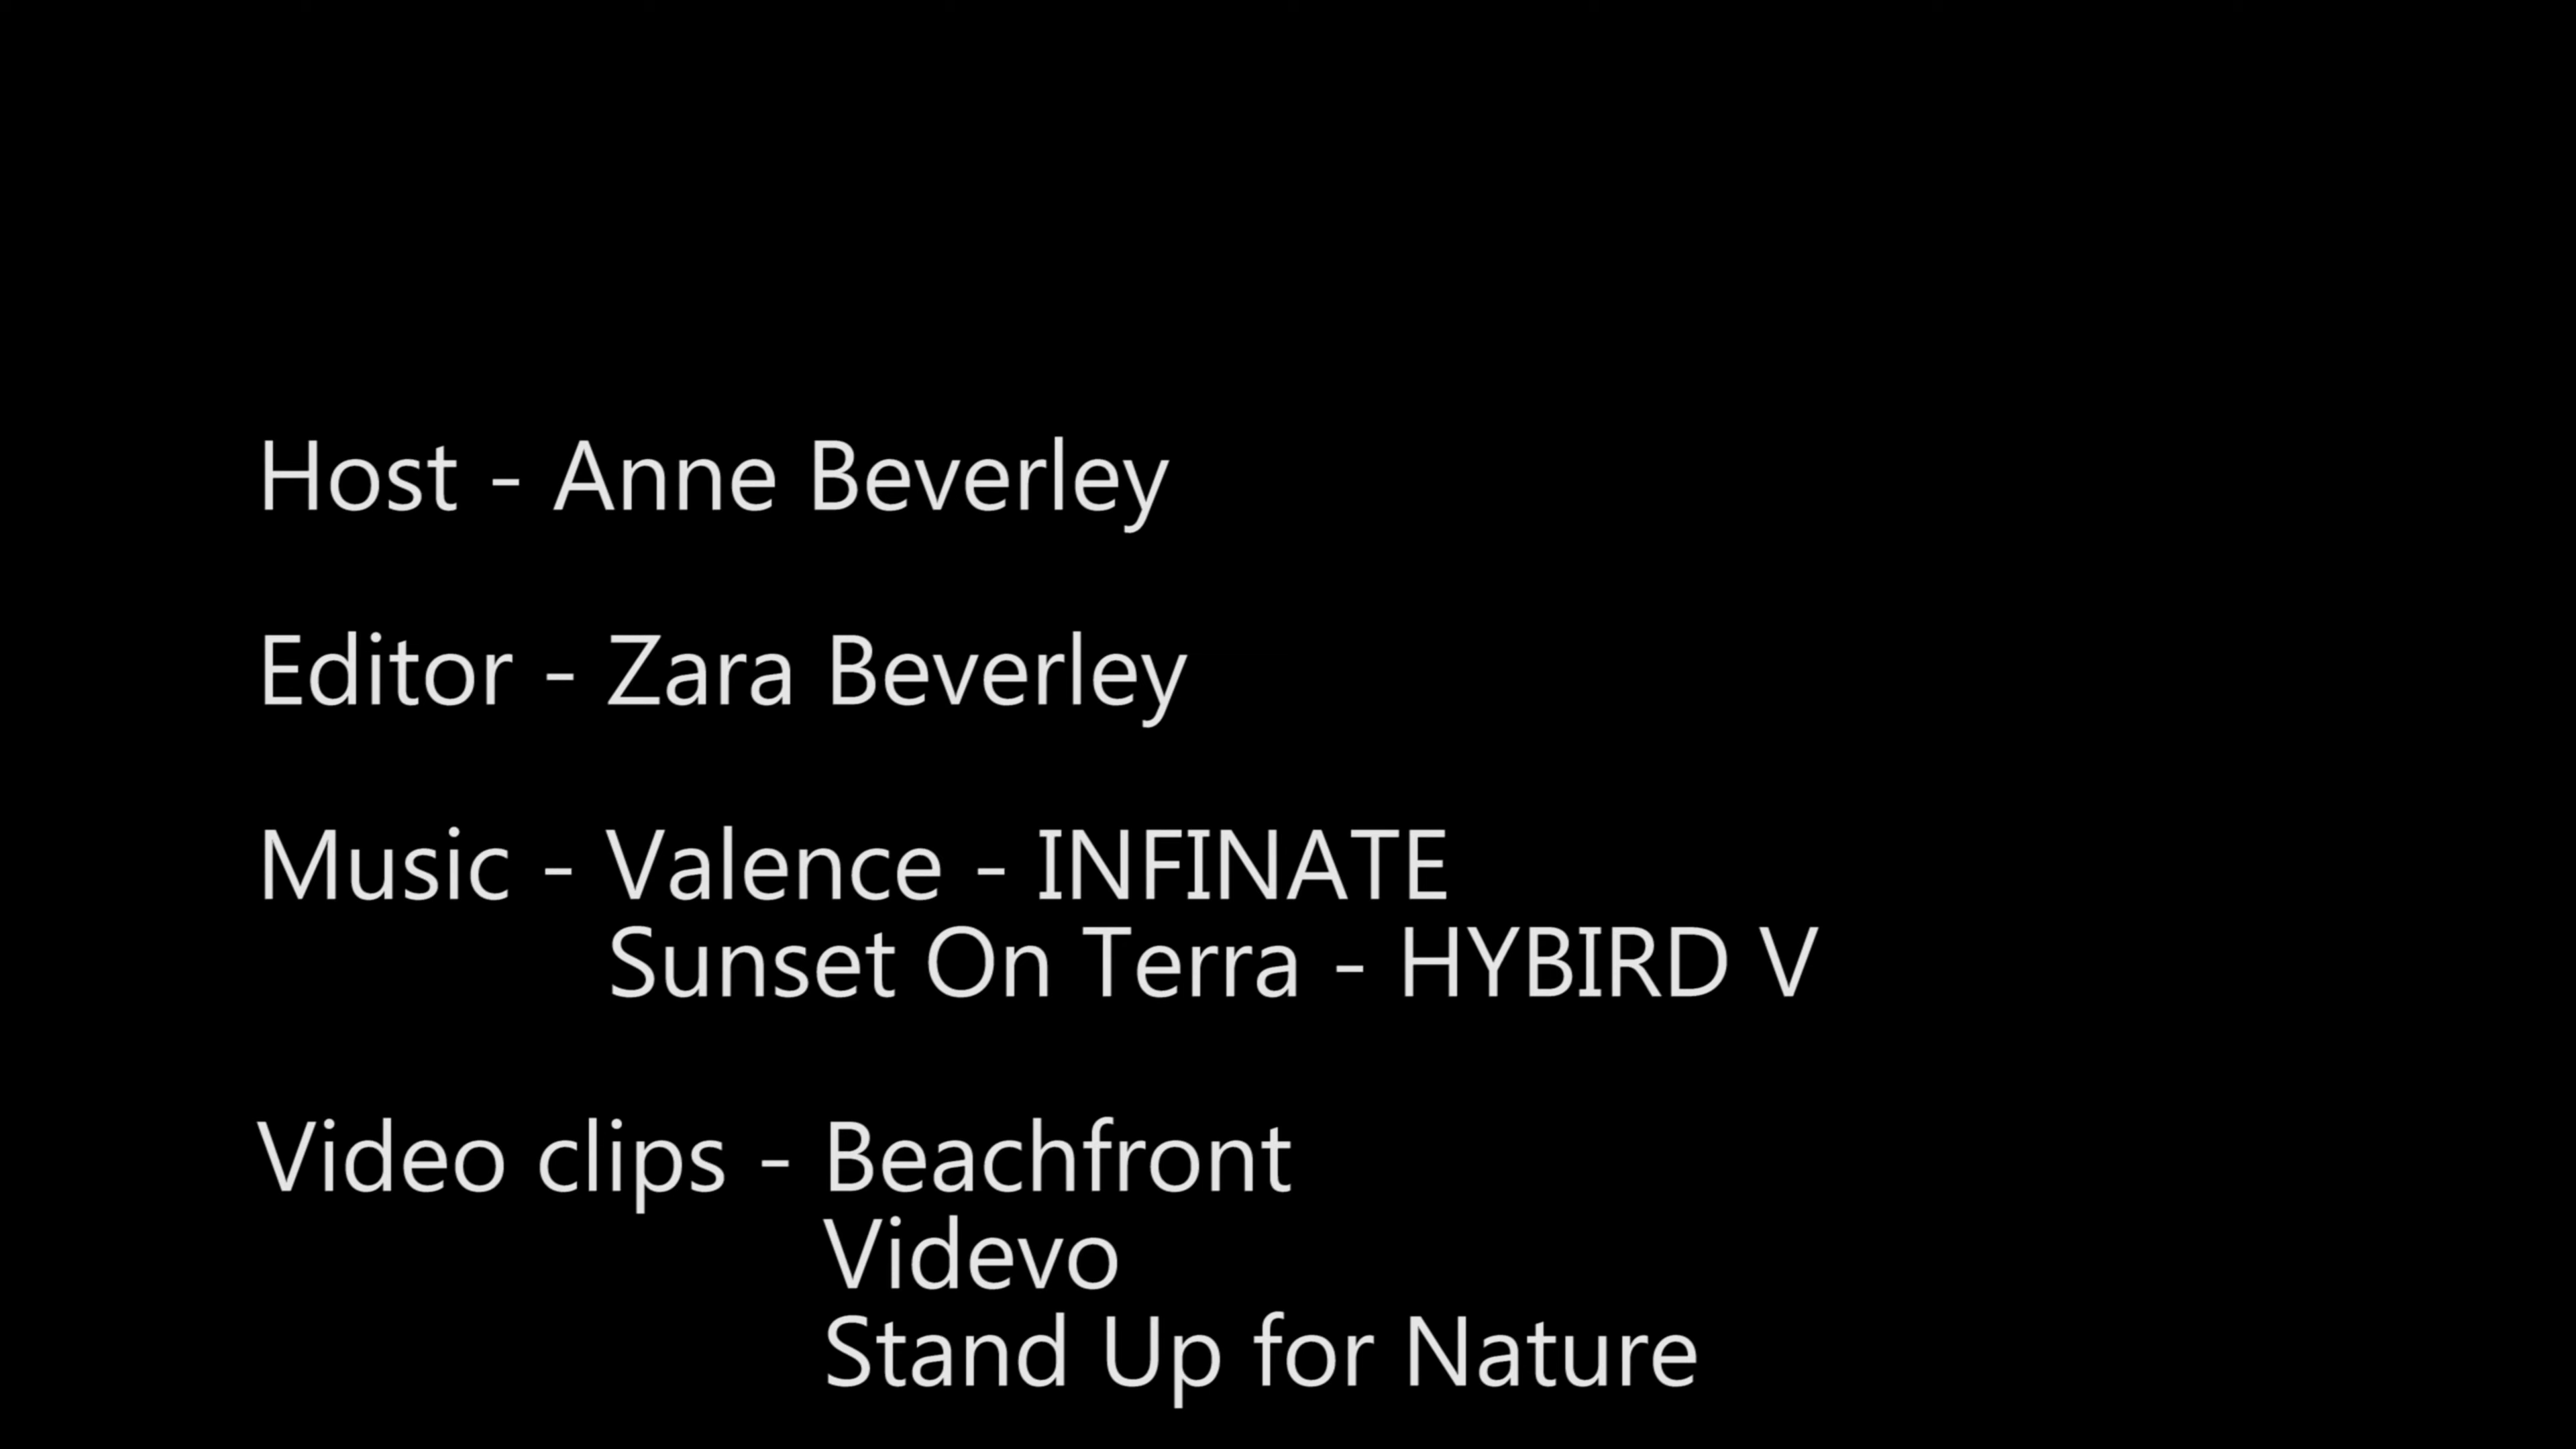 Host - Anne Beverley
Editor - Zara Beverley
Music - Valence - INFINATE
Sunset On Terra - HYBIRD V
Video clips - Beachfront
Videvo
Stand Up for Nature